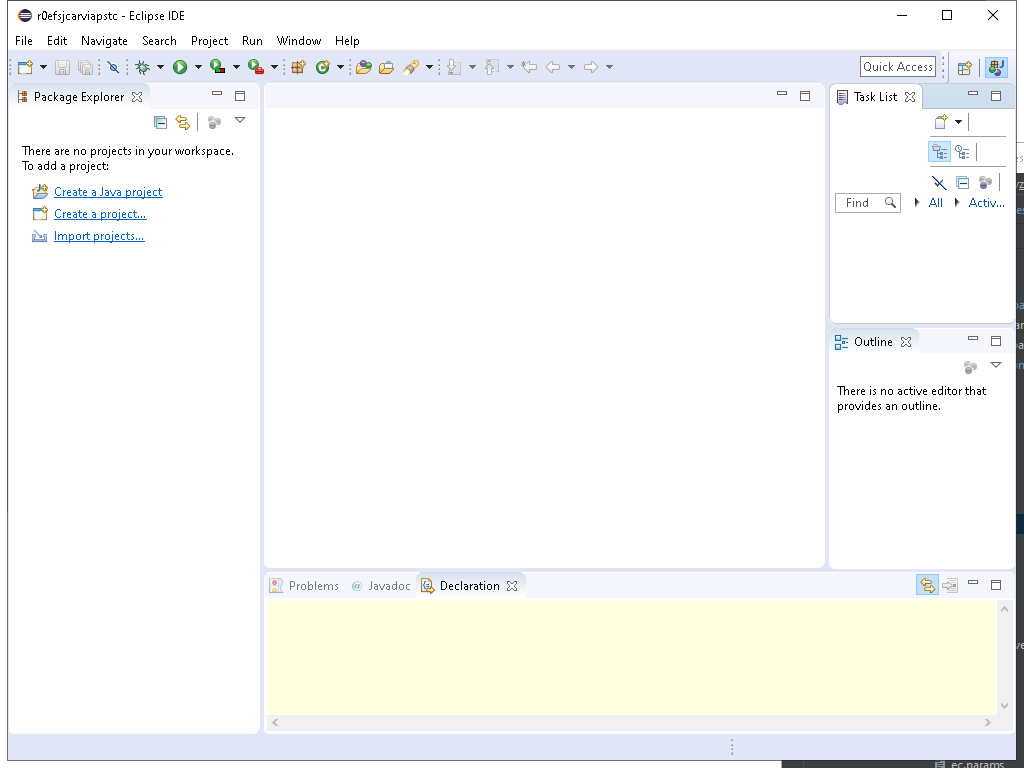 r0efsjcarviapstc - Eclipse IDE
File Edit Navigate Search Project Run Window Help
Quick Access
Package Explorer
Task List
There are no projects in your workspace.
To add a project:
Create a Java project
Create a project...
Import projects...
Find
All
Activ...
Outline
There is no active editor that
provides an outline.
Problems
@ Javadoc
Declaration
ec.params